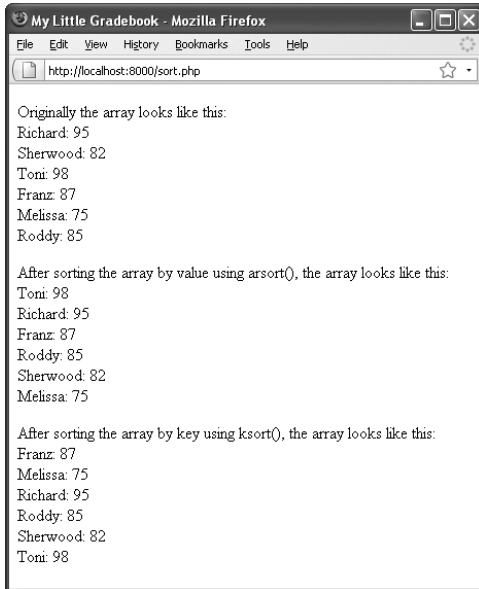 My Little Gradebook - Mozilla Firefox
File Edit View History Bookmarks Tools Help
http://localhost:8000/sort.php
Originally the array looks like this:
Richard: 95
Sherwood: 82
Toni: 98
Franz: 87
Melissa: 75
Roddy: 85
After sorting the array by value using arsort(), the array looks like this:
Toni: 98
Richard: 95
Franz: 87
Roddy: 85
Sherwood: 82
Melissa: 75
After sorting the array by key using ksort(), the array looks like this:
Franz: 87
Melissa: 75
Richard: 95
Roddy: 85
Sherwood: 82
Toni: 98